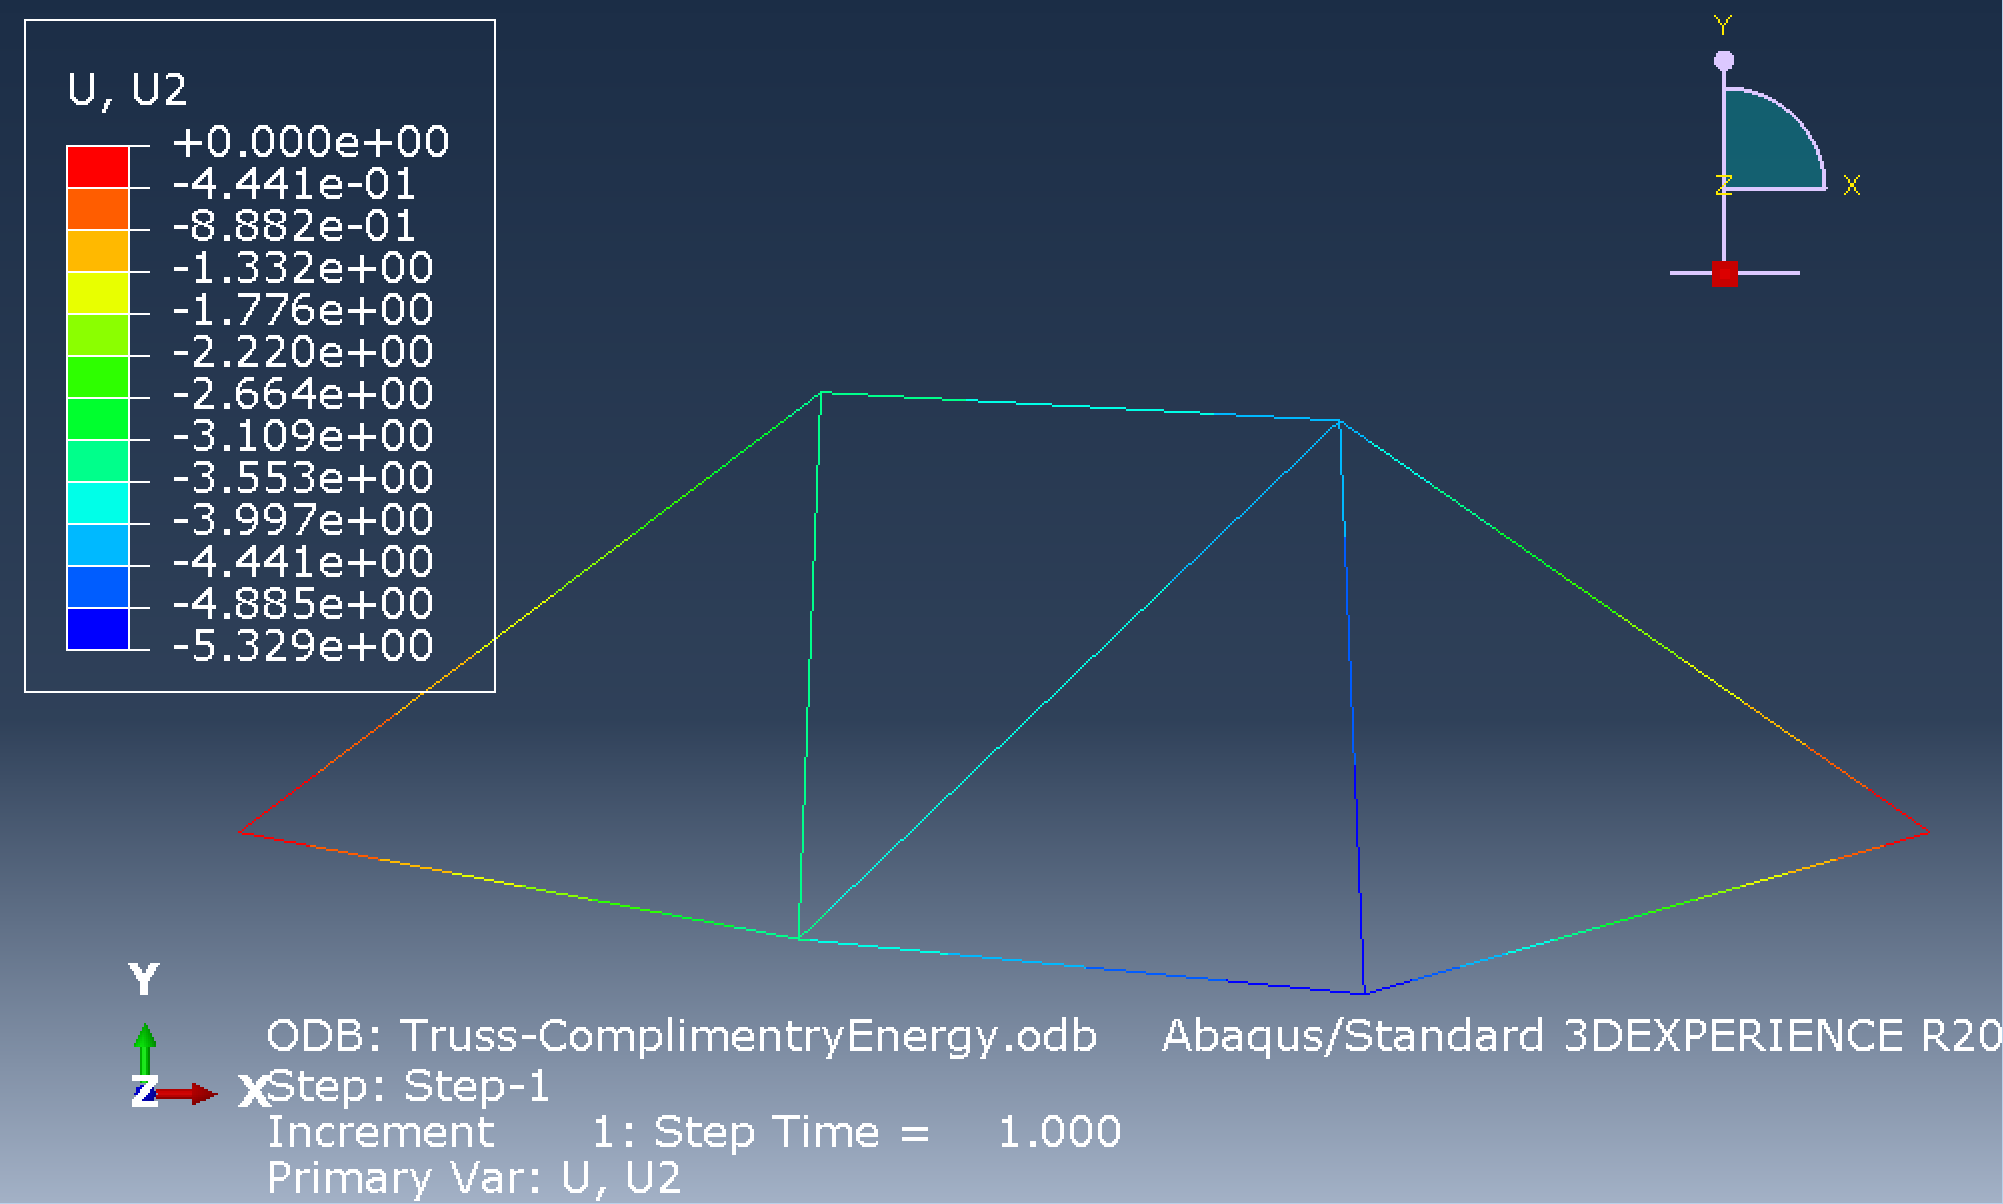 U, U2
+0.000e+00
-4.441e-01
-8.882e-01
-1.332e+00
-1.776e+00
-2.220e+00
-2.664e+00
-3.109e+00
-3.553e+00
-3.997e+00
-4.441e+00
-4.885e+00
-5.329e+00
Y
Z
X
Y
Z
X
ODB: Truss-ComplimentryEnergy.odb Abaqus/Standard 3DEXPERIENCE R20
Step: Step-1
Increment 1: Step Time = 1.000
Primary Var: U, U2